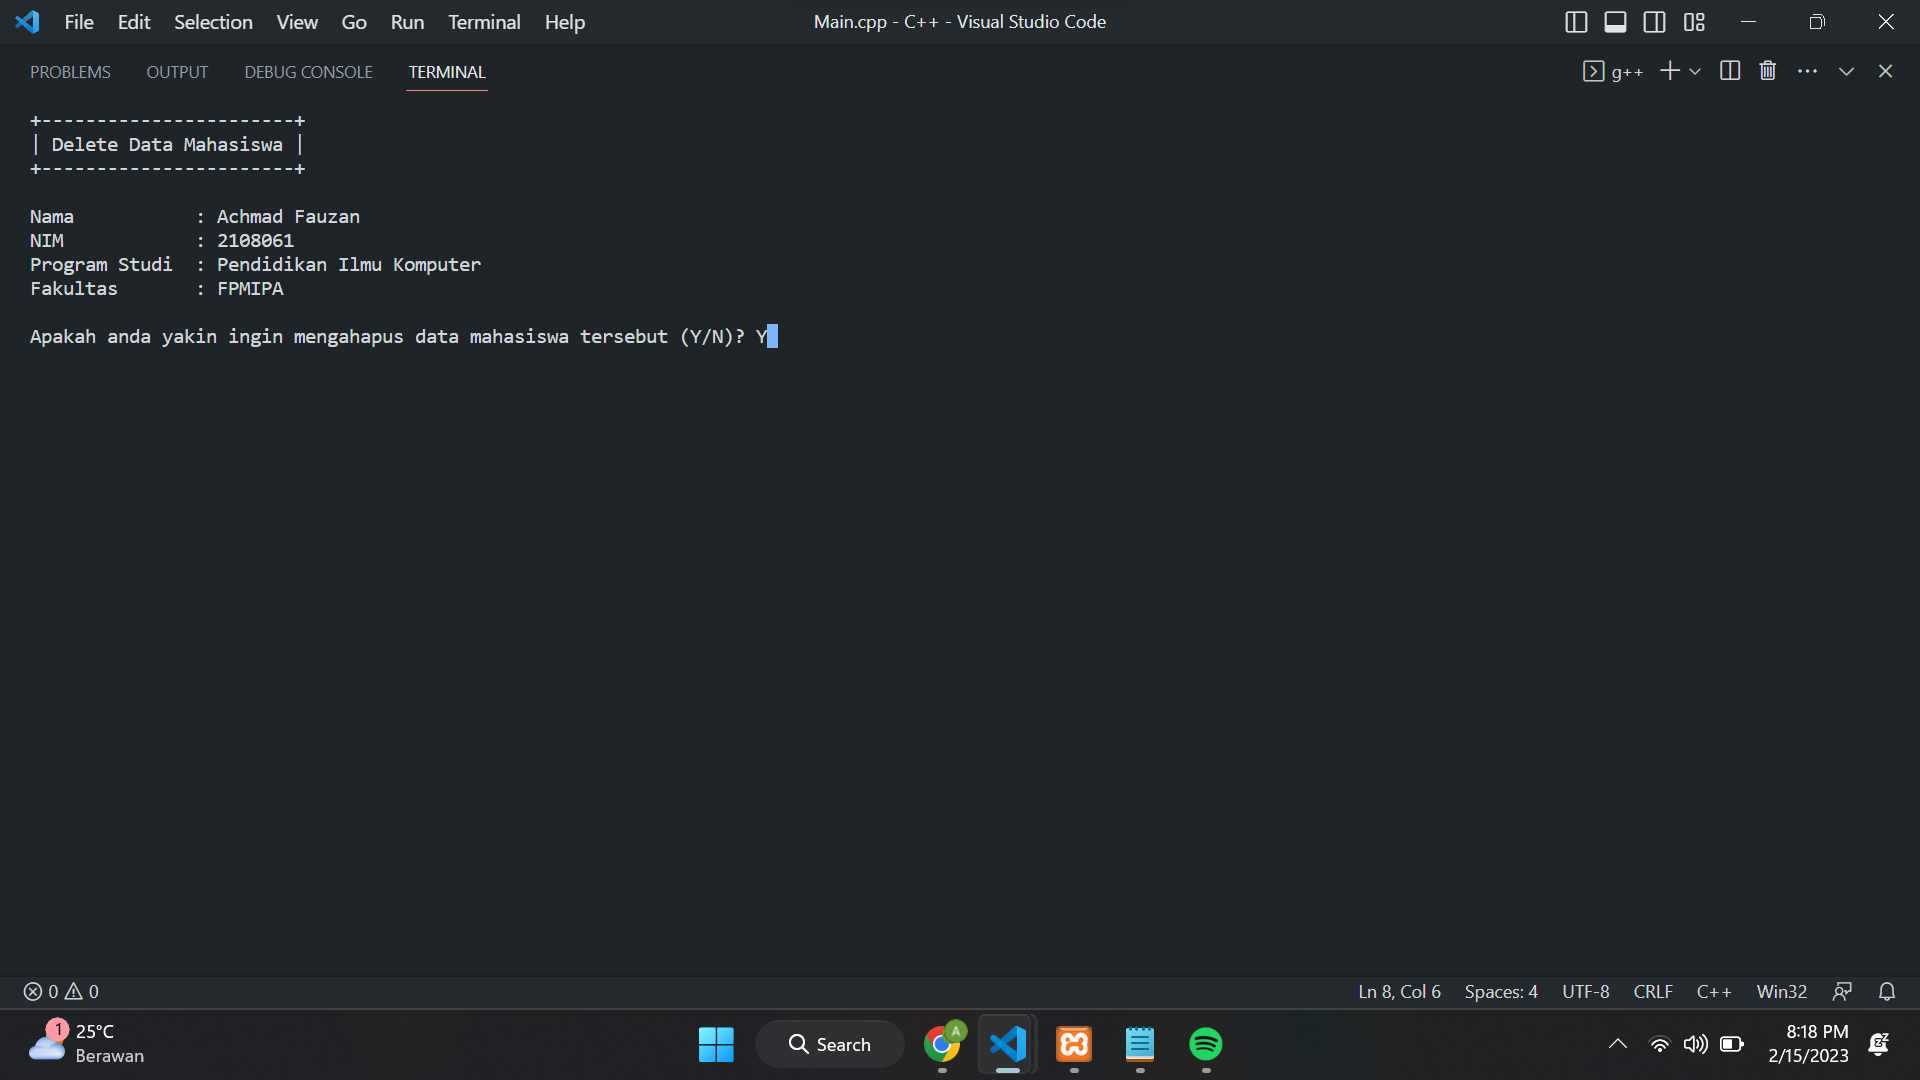 File Edit Selection View Go Run Terminal Help
Main.cpp - C++ - Visual Studio Code
PROBLEMS OUTPUT DEBUG CONSOLE TERMINAL
g++
+-----------------------+
| Delete Data Mahasiswa |
+-----------------------+
Nama : Achmad Fauzan
NIM : 2108061
Program Studi : Pendidikan Ilmu Komputer
Fakultas : FPMIPA
Apakah anda yakin ingin mengahapus data mahasiswa tersebut (Y/N)? Y
0 0
Ln 8, Col 6 Spaces: 4 UTF-8 CRLF C++ Win32
1
25°C
Berawan
Search
A
8:18 PM
2/15/2023